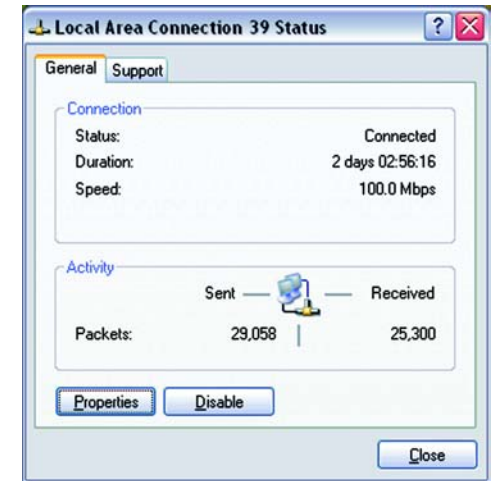 Local Area Connection 39 Status
General Support
Connection
Status: Connected
Duration: 2 days 02:56:16
Speed: 100.0 Mbps
Activity
Sent Received
Packets: 29,058 25,300
Properties Disable
Close